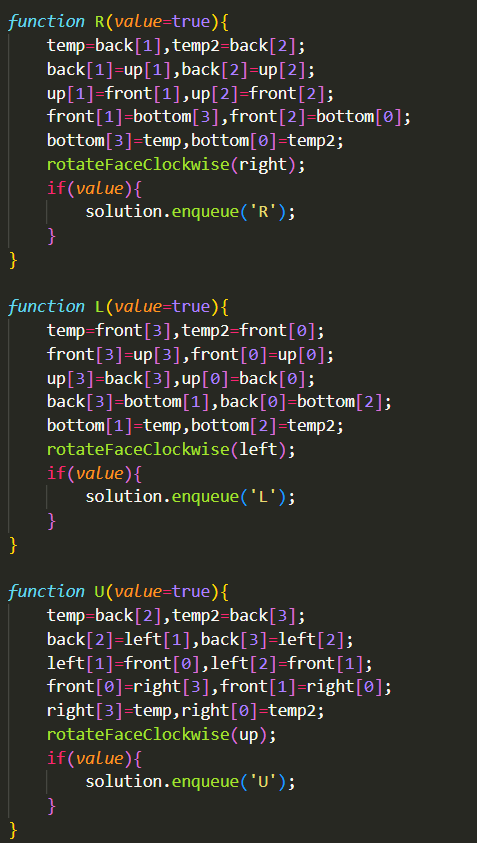 function R(value=true){
    temp=back[1],temp2=back[2];
    back[1]=up[1],back[2]=up[2];
    up[1]=front[1],up[2]=front[2];
    front[1]=bottom[3],front[2]=bottom[0];
    bottom[3]=temp,bottom[0]=temp2;
    rotateFaceClockwise(right);
    if(value){
        solution.enqueue('R');
    }
}

function L(value=true){
    temp=front[3],temp2=front[0];
    front[3]=up[3],front[0]=up[0];
    up[3]=back[3],up[0]=back[0];
    back[3]=bottom[1],back[0]=bottom[2];
    bottom[1]=temp,bottom[2]=temp2;
    rotateFaceClockwise(left);
    if(value){
        solution.enqueue('L');
    }
}

function U(value=true){
    temp=back[2],temp2=back[3];
    back[2]=left[1],back[3]=left[2];
    left[1]=front[0],left[2]=front[1];
    front[0]=right[3],front[1]=right[0];
    right[3]=temp,right[0]=temp2;
    rotateFaceClockwise(up);
    if(value){
        solution.enqueue('U');
    }
}